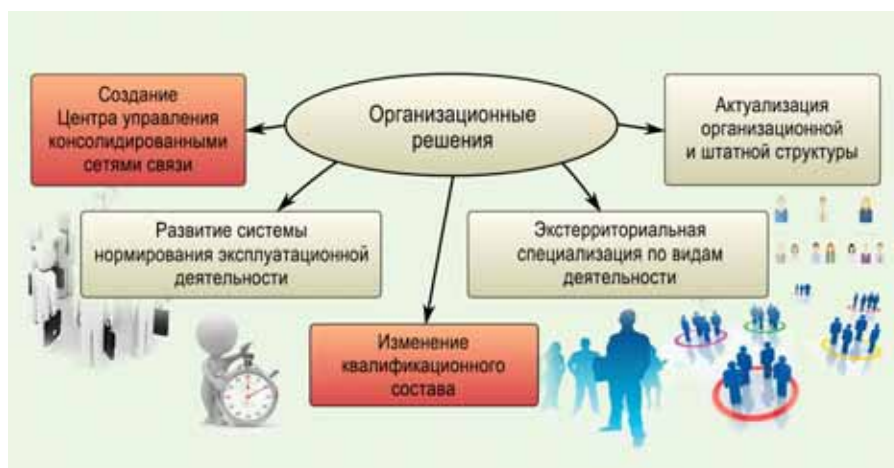 Организационные
решения
Создание
Центра управления
консолидированными
сетями связи
Актуализация
организационной
и штатной структуры
Развитие системы
нормирования эксплуатационной
деятельности
Экстерриториальная
специализация по видам
деятельности
Изменение
квалификационного
состава